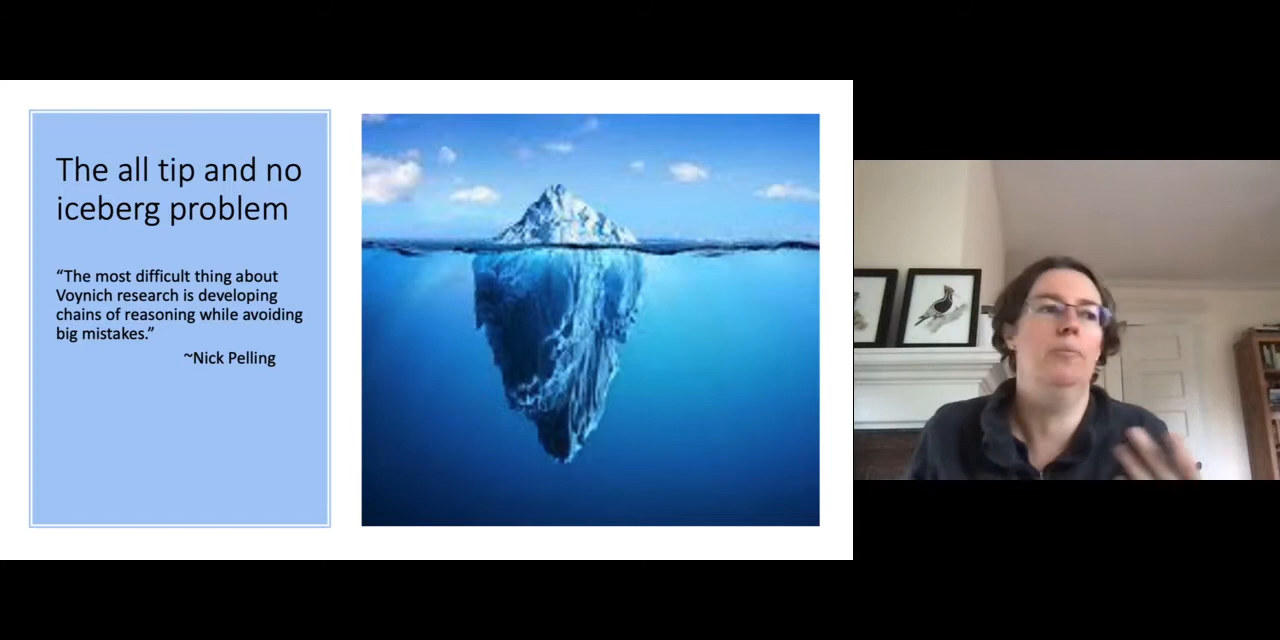 The all tip and no
iceberg problem
“The most difficult thing about
Voynich research is developing
chains of reasoning while avoiding
big mistakes.”
~Nick Pelling